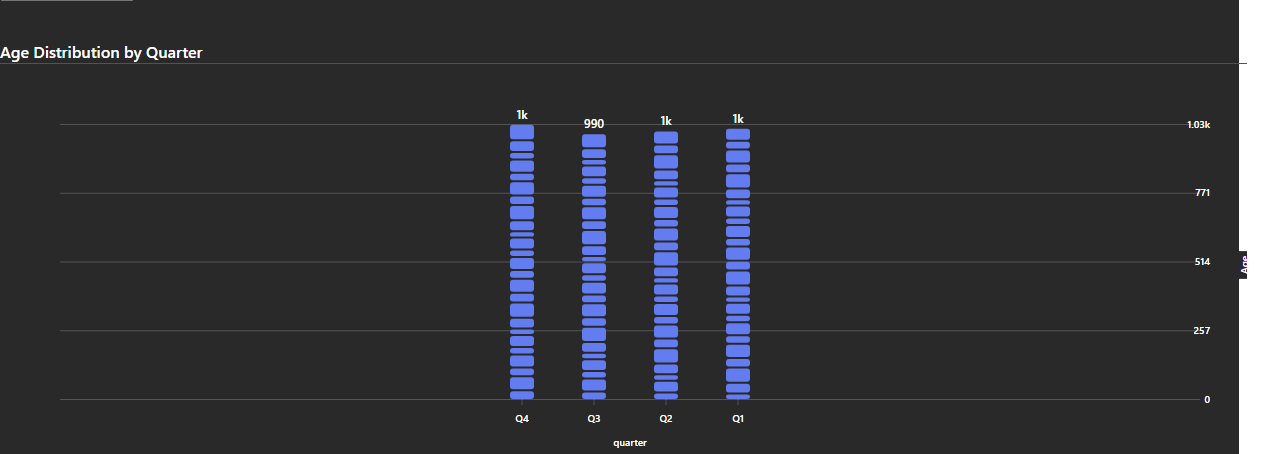 Age Distribution by Quarter
1k
990
1k
1k
1.03k
771
514
257
0
Age
Q4
Q3
Q2
Q1
quarter